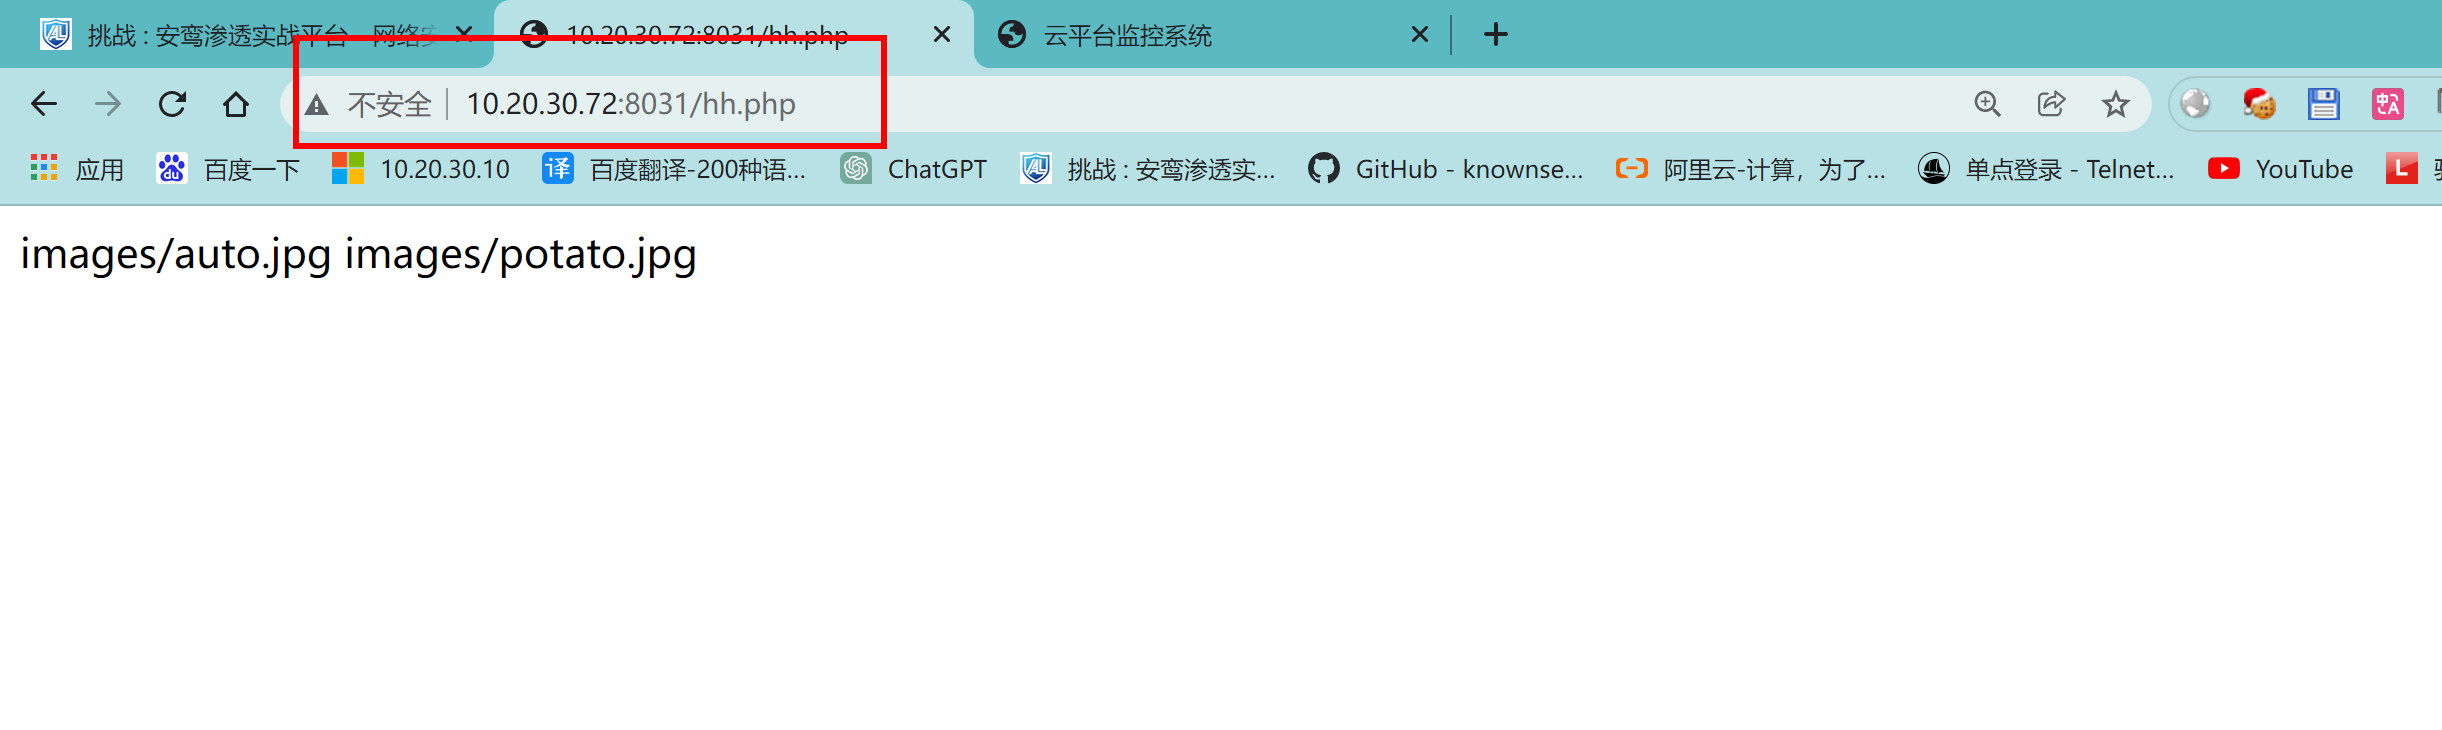 挑战 : 安鸾渗透实战平台 - 网络安
10.20.30.72:8031/hh.php
云平台监控系统
不安全 10.20.30.72:8031/hh.php
应用 百度一下 10.20.30.10 百度翻译-200种语... ChatGPT 挑战 : 安鸾渗透实... GitHub - knownse... 阿里云-计算，为了... 单点登录 - Telnet... YouTube
images/auto.jpg images/potato.jpg